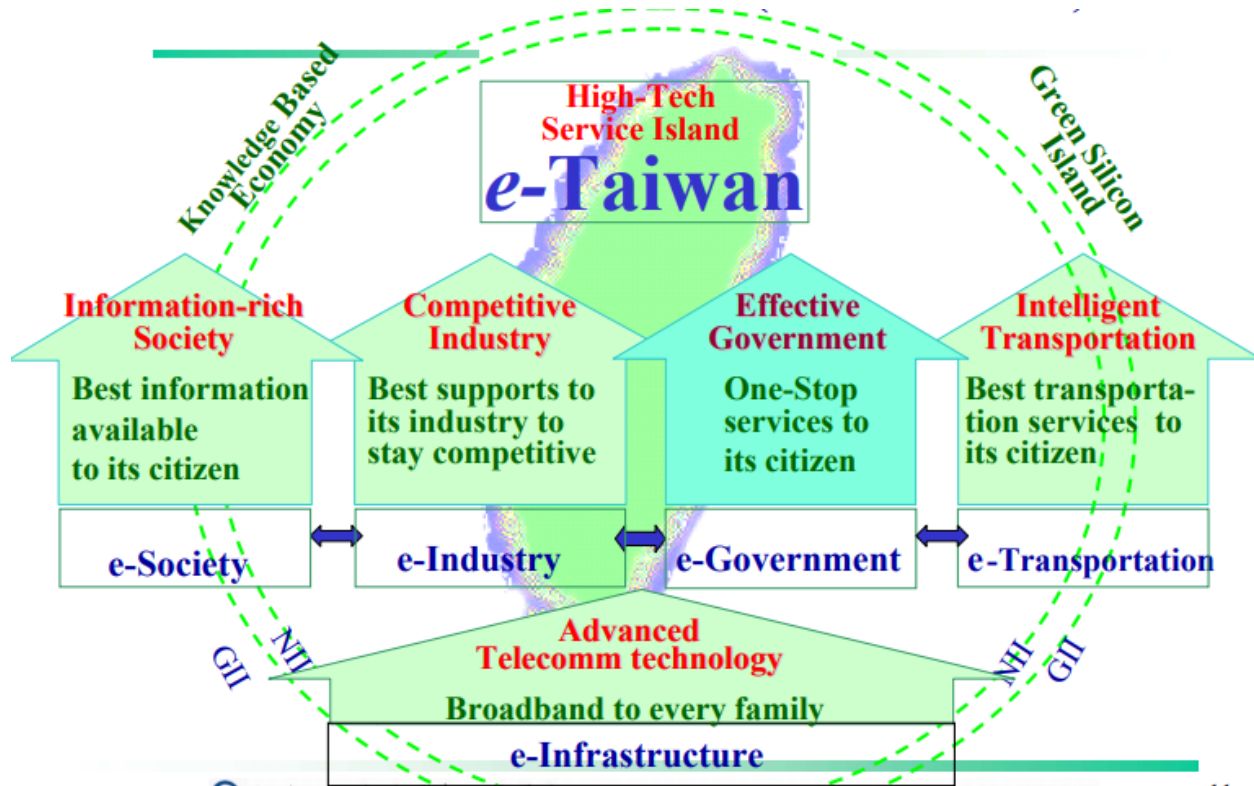 Knowledge Based
Economy
Green Silicon
Island
High-Tech
Service Island
e-Taiwan
Information-rich
Society
Best information
available
to its citizen
e-Society
Competitive
Industry
Best supports to
its industry to
stay competitive
e-Industry
Effective
Government
One-Stop
services to
its citizen
e-Government
Intelligent
Transportation
Best transporta-
tion services to
its citizen
e-Transportation
GII
NII
NII
GII
Advanced
Telecomm technology
Broadband to every family
e-Infrastructure